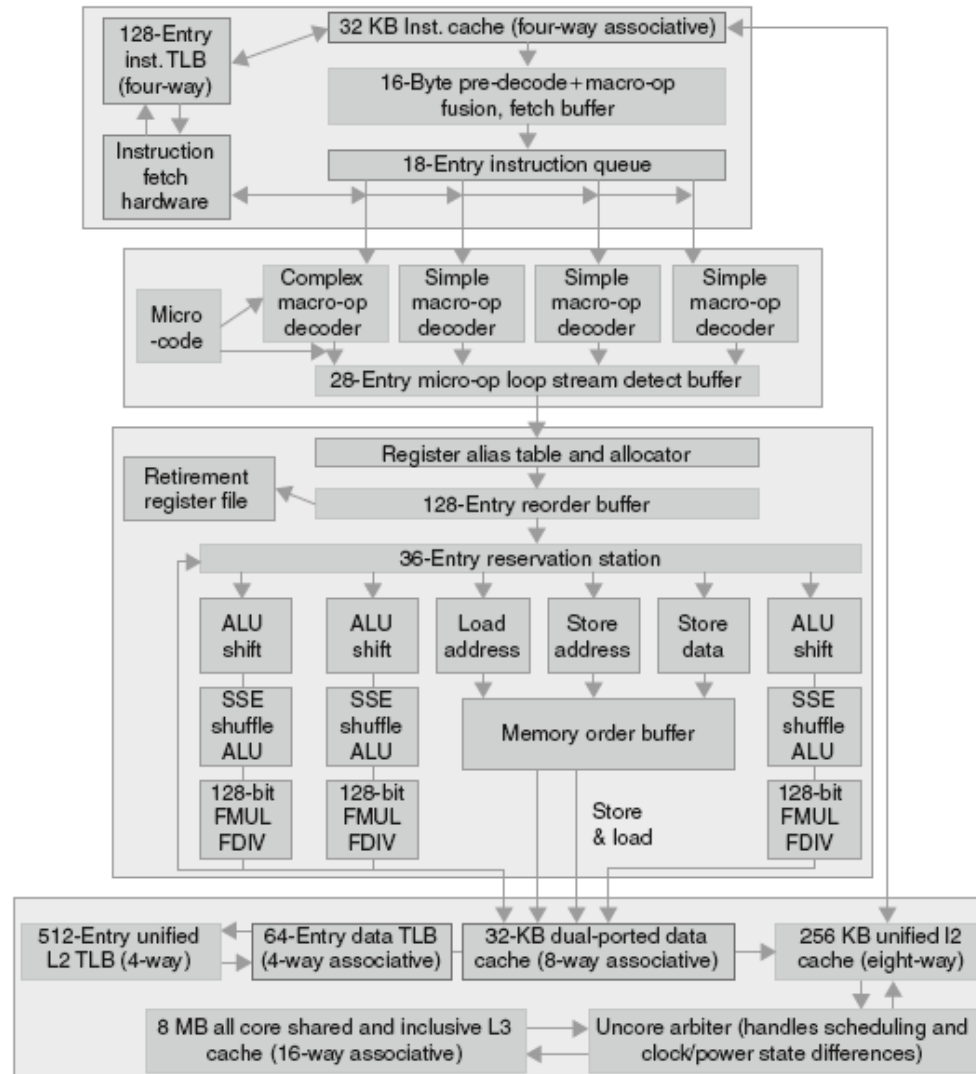 128-Entry
inst. TLB
(four-way)
32 KB Inst. cache (four-way associative)
16-Byte pre-decode+macro-op
fusion, fetch buffer
Instruction
fetch
hardware
18-Entry instruction queue
Micro
-code
Complex
macro-op
decoder
Simple
macro-op
decoder
Simple
macro-op
decoder
Simple
macro-op
decoder
28-Entry micro-op loop stream detect buffer
Register alias table and allocator
Retirement
register file
128-Entry reorder buffer
36-Entry reservation station
ALU
shift
ALU
shift
Load
address
Store
address
Store
data
ALU
shift
SSE
shuffle
ALU
SSE
shuffle
ALU
Memory order buffer
SSE
shuffle
ALU
128-bit
FMUL
FDIV
128-bit
FMUL
FDIV
Store
& load
128-bit
FMUL
FDIV
512-Entry unified
L2 TLB (4-way)
64-Entry data TLB
(4-way associative)
32-KB dual-ported data
cache (8-way associative)
256 KB unified l2
cache (eight-way)
8 MB all core shared and inclusive L3
cache (16-way associative)
Uncore arbiter (handles scheduling and
clock/power state differences)